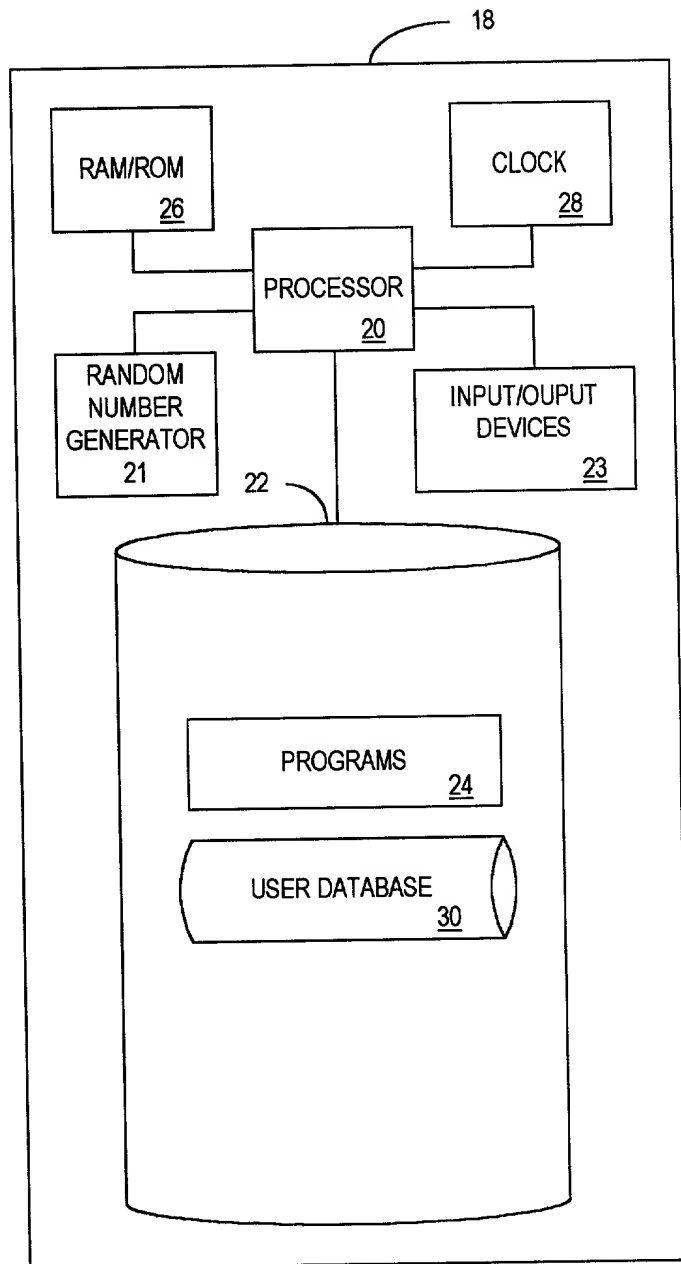 18
RAM/ROM
26
CLOCK
28
PROCESSOR
20
RANDOM
NUMBER
GENERATOR
21
INPUT/OUPUT
DEVICES
23
22
PROGRAMS
24
USER DATABASE
30